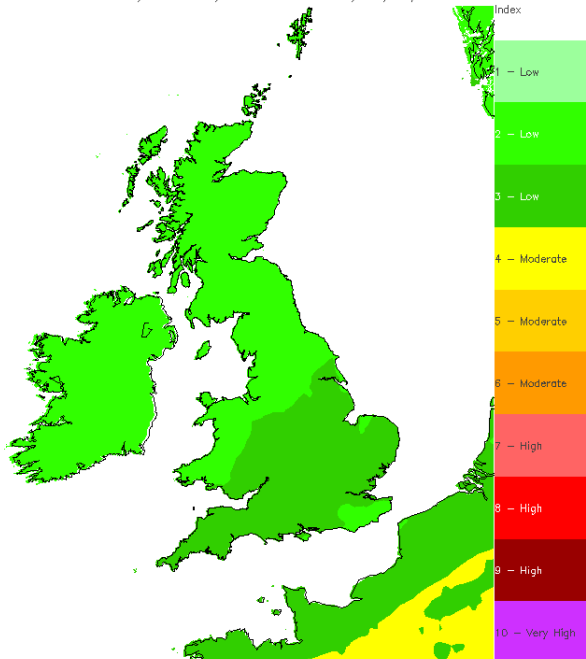 Index
1 - Low
2 - Low
3 - Low
4 - Moderate
5 - Moderate
6 - Moderate
7 - High
8 - High
9 - High
10 - Very High